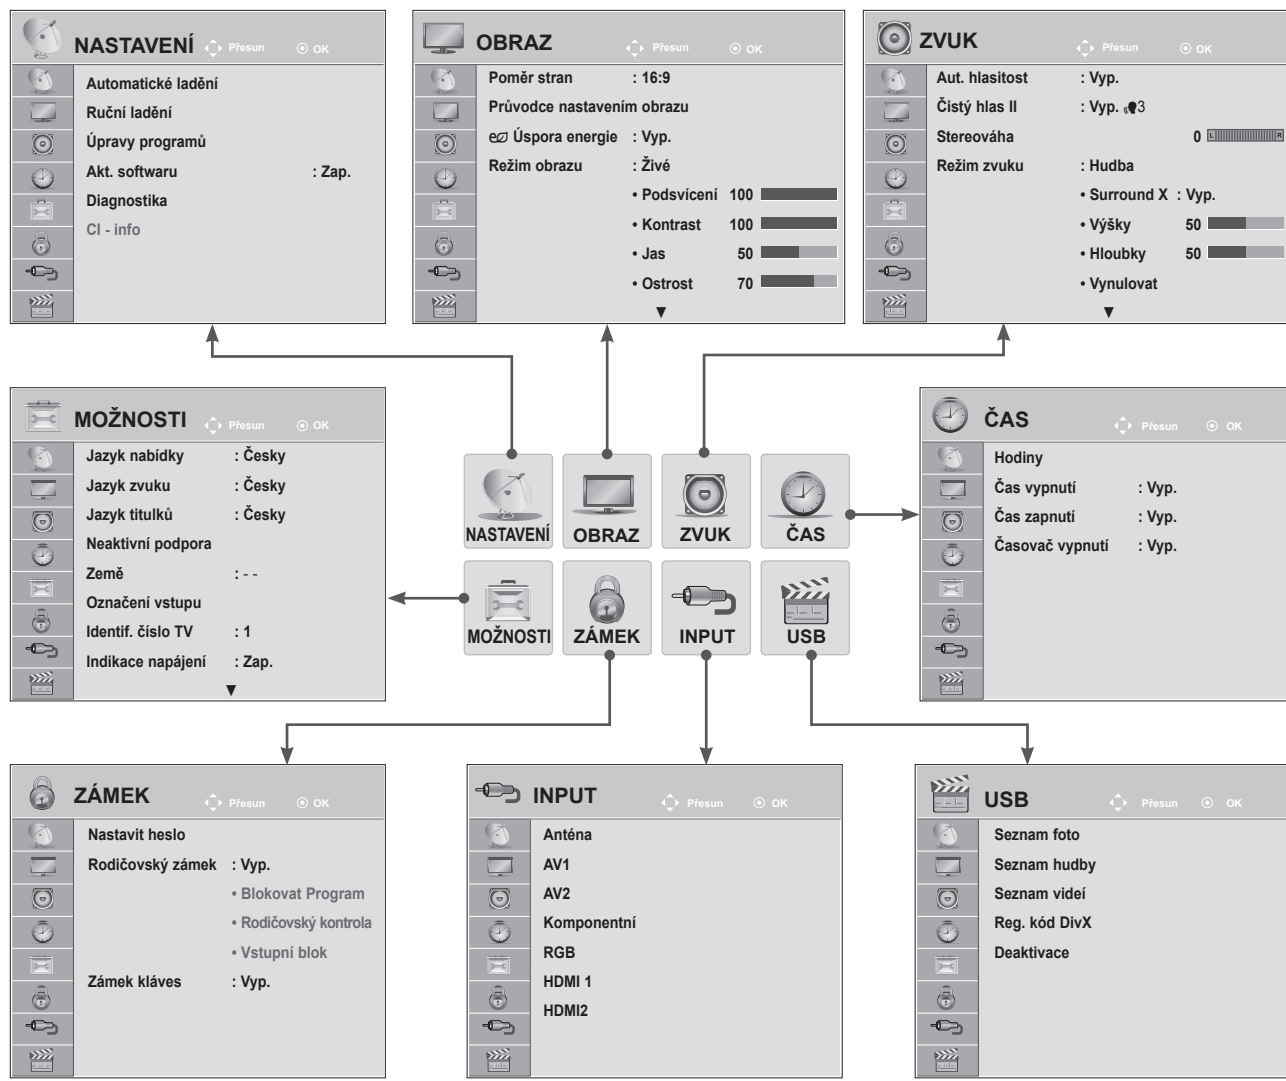 NASTAVENÍ Přesun OK
Automatické ladění
Ruční ladění
Úpravy programů
Akt. softwaru : Zap.
Diagnostika
CI - info
OBRAZ Přesun OK
Poměr stran : 16:9
Průvodce nastavením obrazu
Úspora energie : Vyp.
Režim obrazu : Živé
• Podsvícení 100
• Kontrast 100
• Jas 50
• Ostrost 70
▼
ZVUK Přesun OK
Aut. hlasitost : Vyp.
Čistý hlas II : Vyp. 3
Stereováha 0 L R
Režim zvuku : Hudba
• Surround X : Vyp.
• Výšky 50
• Hloubky 50
• Vynulovat
▼
MOŽNOSTI Přesun OK
Jazyk nabídky : Česky
Jazyk zvuku : Česky
Jazyk titulků : Česky
Neaktivní podpora
Země : - -
Označení vstupu
Identif. číslo TV : 1
Indikace napájení : Zap.
▼
NASTAVENÍ OBRAZ ZVUK ČAS
MOŽNOSTI ZÁMEK INPUT USB
ČAS Přesun OK
Hodiny
Čas vypnutí : Vyp.
Čas zapnutí : Vyp.
Časovač vypnutí : Vyp.
ZÁMEK Přesun OK
Nastavit heslo
Rodičovský zámek : Vyp.
• Blokovat Program
• Rodičovský kontrola
• Vstupní blok
Zámek kláves : Vyp.
INPUT Přesun OK
Anténa
AV1
AV2
Komponentní
RGB
HDMI 1
HDMI2
USB Přesun OK
Seznam foto
Seznam hudby
Seznam videí
Reg. kód DivX
Deaktivace